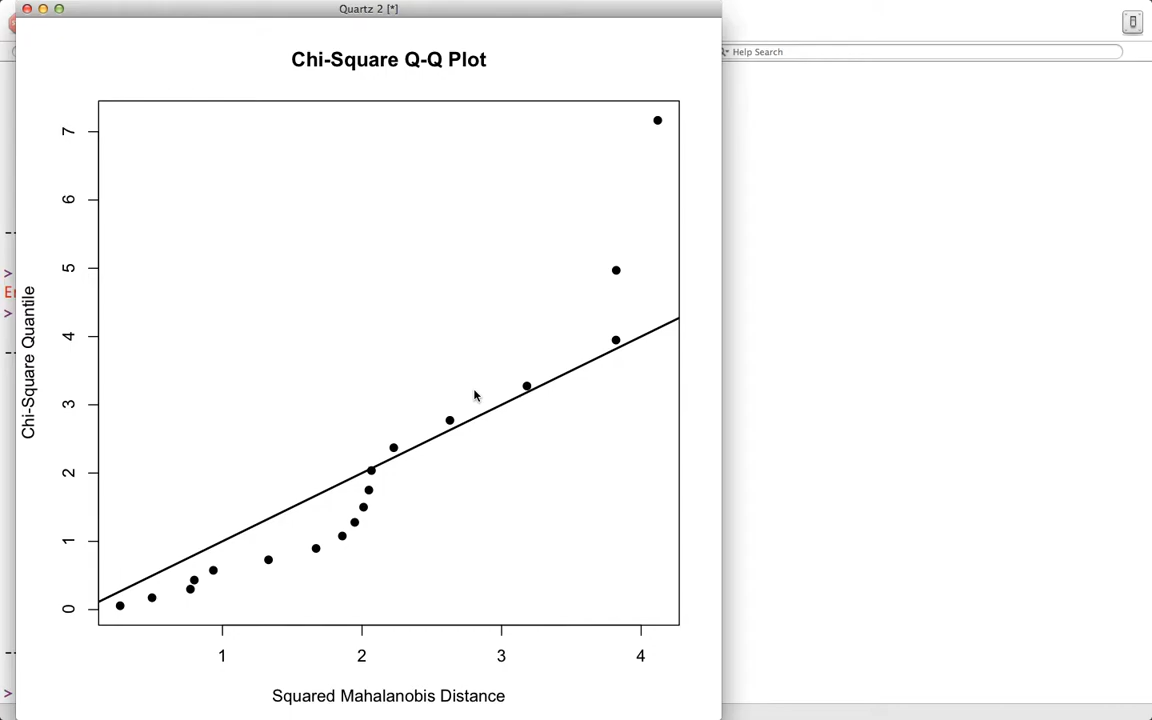 Quartz 2 [*]
Help Search
Chi-Square Q-Q Plot
7
6
5
4
3
2
1
0
Chi-Square Quantile
1 2 3 4
Squared Mahalanobis Distance
--
>
>
--
--
>